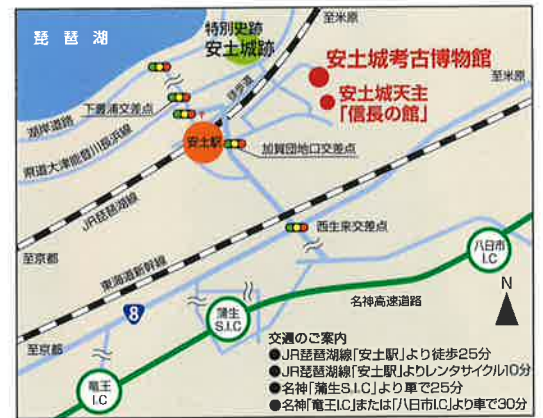 琵琶湖
特別史跡
安土城跡
至米原
安土城考古博物館
安土城天主
「信長の館」
至米原
徒歩道
下豊浦交差点
湖岸道路
県道大津能登川長浜線
安土駅
加賀団地口交差点
JR琵琶湖線
西生来交差点
至京都
東海道新幹線
八日市
I.C
N
名神高速道路
8
蒲生
S.I.C
至京都
竜王
I.C
交通のご案内
●JR琵琶湖線「安土駅」より徒歩25分
●JR琵琶湖線「安土駅」よりレンタサイクル10分
●名神「蒲生S.I.C」より車で25分
●名神「竜王I.C」または「八日市I.C」より車で30分